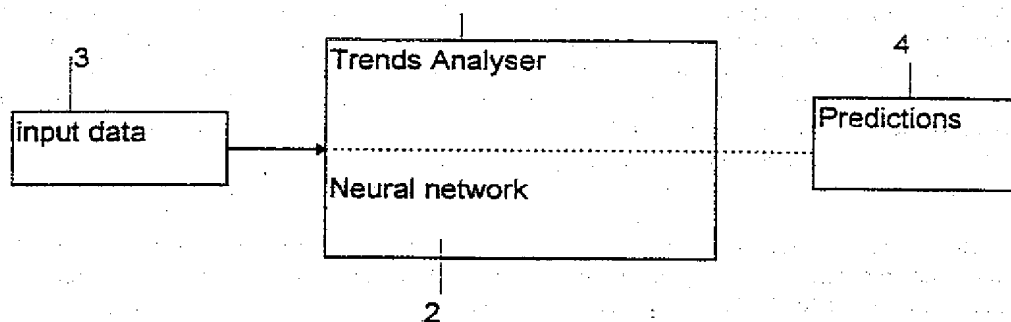 1
3
4
Trends Analyser
input data
Predictions
Neural network
2